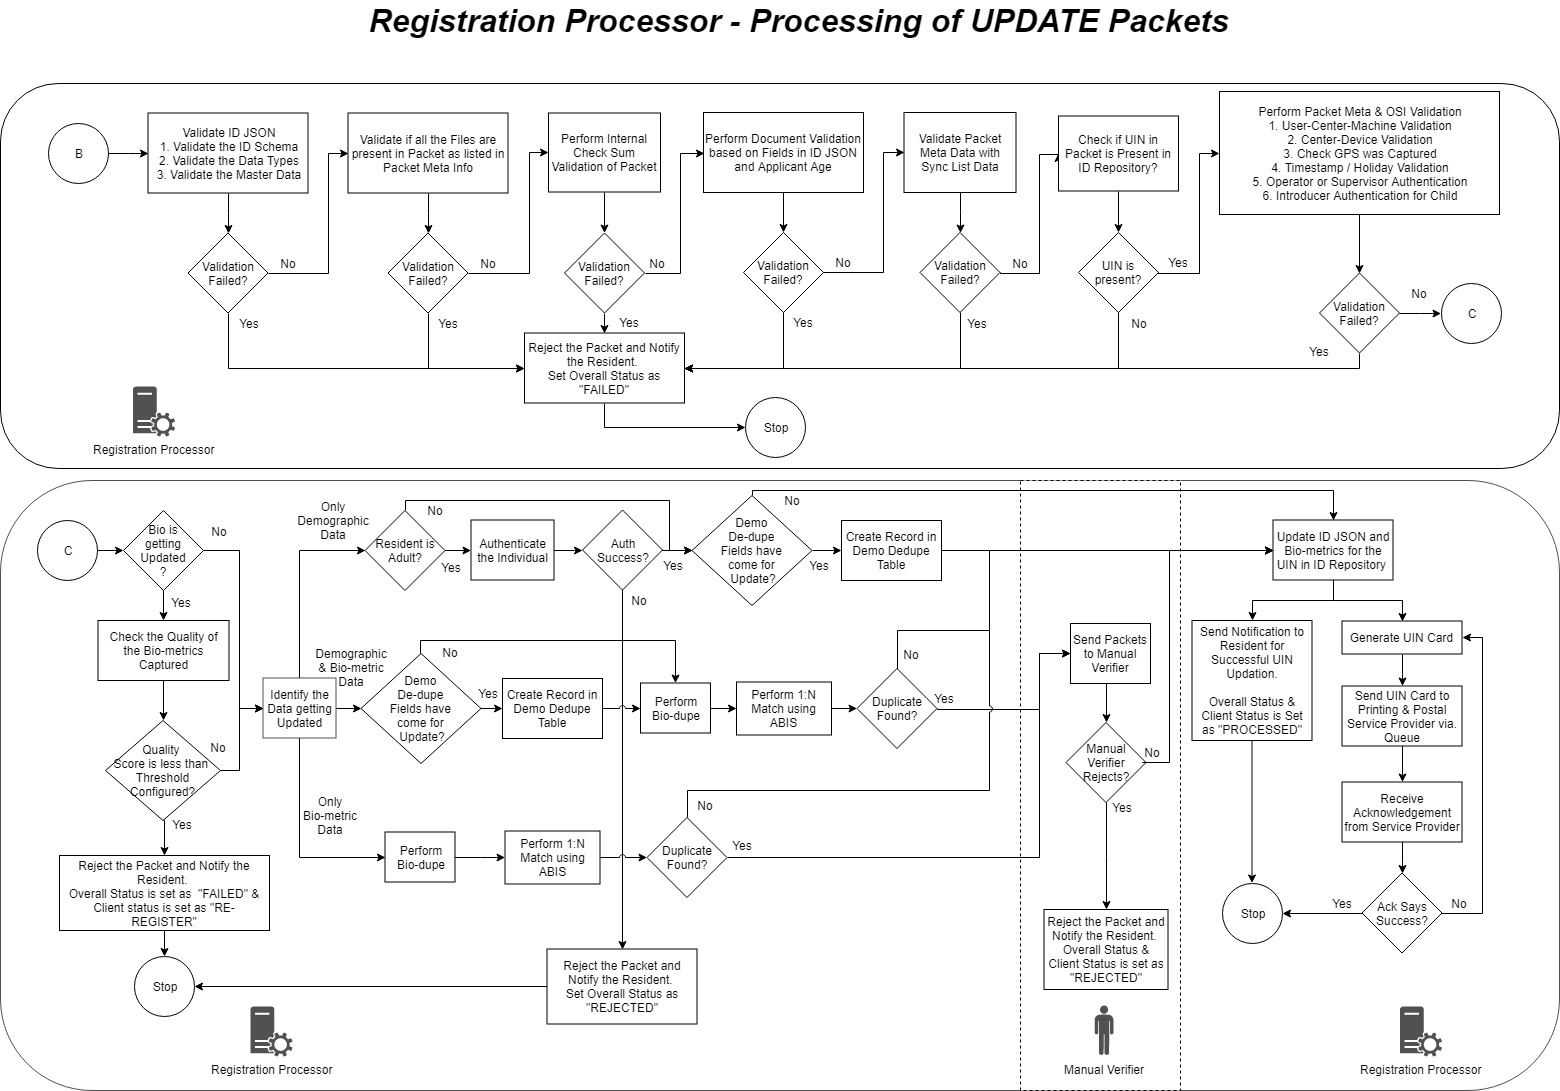 Registration Processor - Processing of UPDATE Packets
B
Validate ID JSON
1. Validate the ID Schema
2. Validate the Data Types
3. Validate the Master Data
Validate if all the Files are
present in Packet as listed in
Packet Meta Info
Perform Internal
Check Sum
Validation of Packet
Perform Document Validation
based on Fields in ID JSON
and Applicant Age
Validate Packet
Meta Data with
Sync List Data
Check if UIN in
Packet is Present in
ID Repository?
Perform Packet Meta & OSI Validation
1. User-Center-Machine Validation
2. Center-Device Validation
3. Check GPS was Captured
4. Timestamp / Holiday Validation
5. Operator or Supervisor Authentication
6. Introducer Authentication for Child
Validation
Failed?
No
Yes
Validation
Failed?
No
Yes
Validation
Failed?
No
Yes
Validation
Failed?
No
Yes
Validation
Failed?
No
Yes
UIN is
present?
Yes
No
Validation
Failed?
No
Yes
C
Reject the Packet and Notify
the Resident.
Set Overall Status as
"FAILED"
Stop
Registration Processor
C
Bio is
getting
Updated
?
No
Yes
Check the Quality of
the Bio-metrics
Captured
Quality
Score is less than
Threshold
Configured?
No
Yes
Reject the Packet and Notify the
Resident.
Overall Status is set as "FAILED" &
Client status is set as "RE-
REGISTER"
Stop
Identify the
Data getting
Updated
Only
Demographic
Data
Resident is
Adult?
No
Yes
Authenticate
the Individual
Auth
Success?
Yes
No
Demo
De-dupe
Fields have
come for
Update?
No
Yes
Create Record in
Demo Dedupe
Table
Demographic
& Bio-metric
Data
Demo
De-dupe
Fields have
come for
Update?
No
Yes
Create Record in
Demo Dedupe
Table
Perform
Bio-dupe
Perform 1:N
Match using
ABIS
Duplicate
Found?
No
Yes
Only
Bio-metric
Data
Perform
Bio-dupe
Perform 1:N
Match using
ABIS
Duplicate
Found?
No
Yes
Reject the Packet and
Notify the Resident.
Set Overall Status as
"REJECTED"
Registration Processor
Send Packets
to Manual
Verifier
Manual
Verifier
Rejects?
No
Yes
Reject the Packet and
Notify the Resident.
Overall Status &
Client Status is set as
"REJECTED"
Manual Verifier
Update ID JSON and
Bio-metrics for the
UIN in ID Repository
Send Notification to
Resident for
Successful UIN
Updation.
Overall Status &
Client Status is Set
as "PROCESSED"
Stop
Generate UIN Card
Send UIN Card to
Printing & Postal
Service Provider via.
Queue
Receive
Acknowledgement
from Service Provider
Ack Says
Success?
Yes
No
Registration Processor